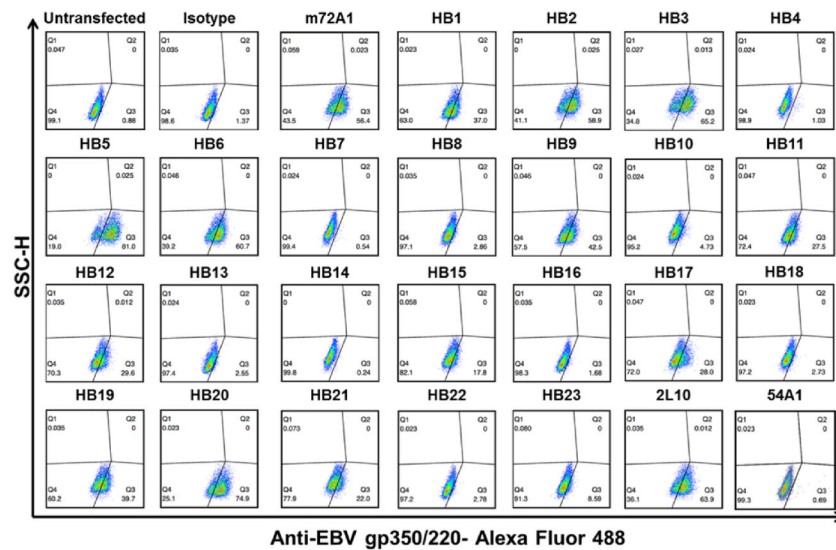 Untransfected Isotype m72A1 HB1 HB2 HB3 HB4
Q1 Q2 Q1 Q2 Q1 Q2 Q1 Q2 Q1 Q2 Q1 Q2 Q1 Q2
0.047 0 0.035 0 0.059 0.023 0.023 0 0 0.025 0.027 0.013 0.024 0
Q4 Q3 Q4 Q3 Q4 Q3 Q4 Q3 Q4 Q3 Q4 Q3 Q4 Q3
99.1 0.88 98.6 1.37 43.5 56.4 63.0 37.0 41.1 58.9 34.8 65.2 98.9 1.03
HB5 HB6 HB7 HB8 HB9 HB10 HB11
Q1 Q2 Q1 Q2 Q1 Q2 Q1 Q2 Q1 Q2 Q1 Q2 Q1 Q2
0 0.025 0.046 0 0.024 0 0.035 0 0.046 0 0.024 0 0.047 0
Q4 Q3 Q4 Q3 Q4 Q3 Q4 Q3 Q4 Q3 Q4 Q3 Q4 Q3
19.0 81.0 39.2 60.7 99.4 0.54 97.1 2.86 57.5 42.5 95.2 4.73 72.4 27.5
SSC-H
HB12 HB13 HB14 HB15 HB16 HB17 HB18
Q1 Q2 Q1 Q2 Q1 Q2 Q1 Q2 Q1 Q2 Q1 Q2 Q1 Q2
0.035 0.012 0.024 0 0 0 0.058 0 0.035 0 0.047 0 0.023 0
Q4 Q3 Q4 Q3 Q4 Q3 Q4 Q3 Q4 Q3 Q4 Q3 Q4 Q3
70.3 29.6 97.4 2.55 99.8 0.24 82.1 17.8 98.3 1.68 72.0 28.0 97.2 2.73
HB19 HB20 HB21 HB22 HB23 2L10 54A1
Q1 Q2 Q1 Q2 Q1 Q2 Q1 Q2 Q1 Q2 Q1 Q2 Q1 Q2
0.035 0 0.023 0 0.073 0 0.023 0 0.080 0 0.035 0.012 0.023 0
Q4 Q3 Q4 Q3 Q4 Q3 Q4 Q3 Q4 Q3 Q4 Q3 Q4 Q3
60.2 39.7 25.1 74.9 77.9 22.0 97.2 2.78 91.3 8.59 36.1 63.9 99.3 0.69
Anti-EBV gp350/220- Alexa Fluor 488